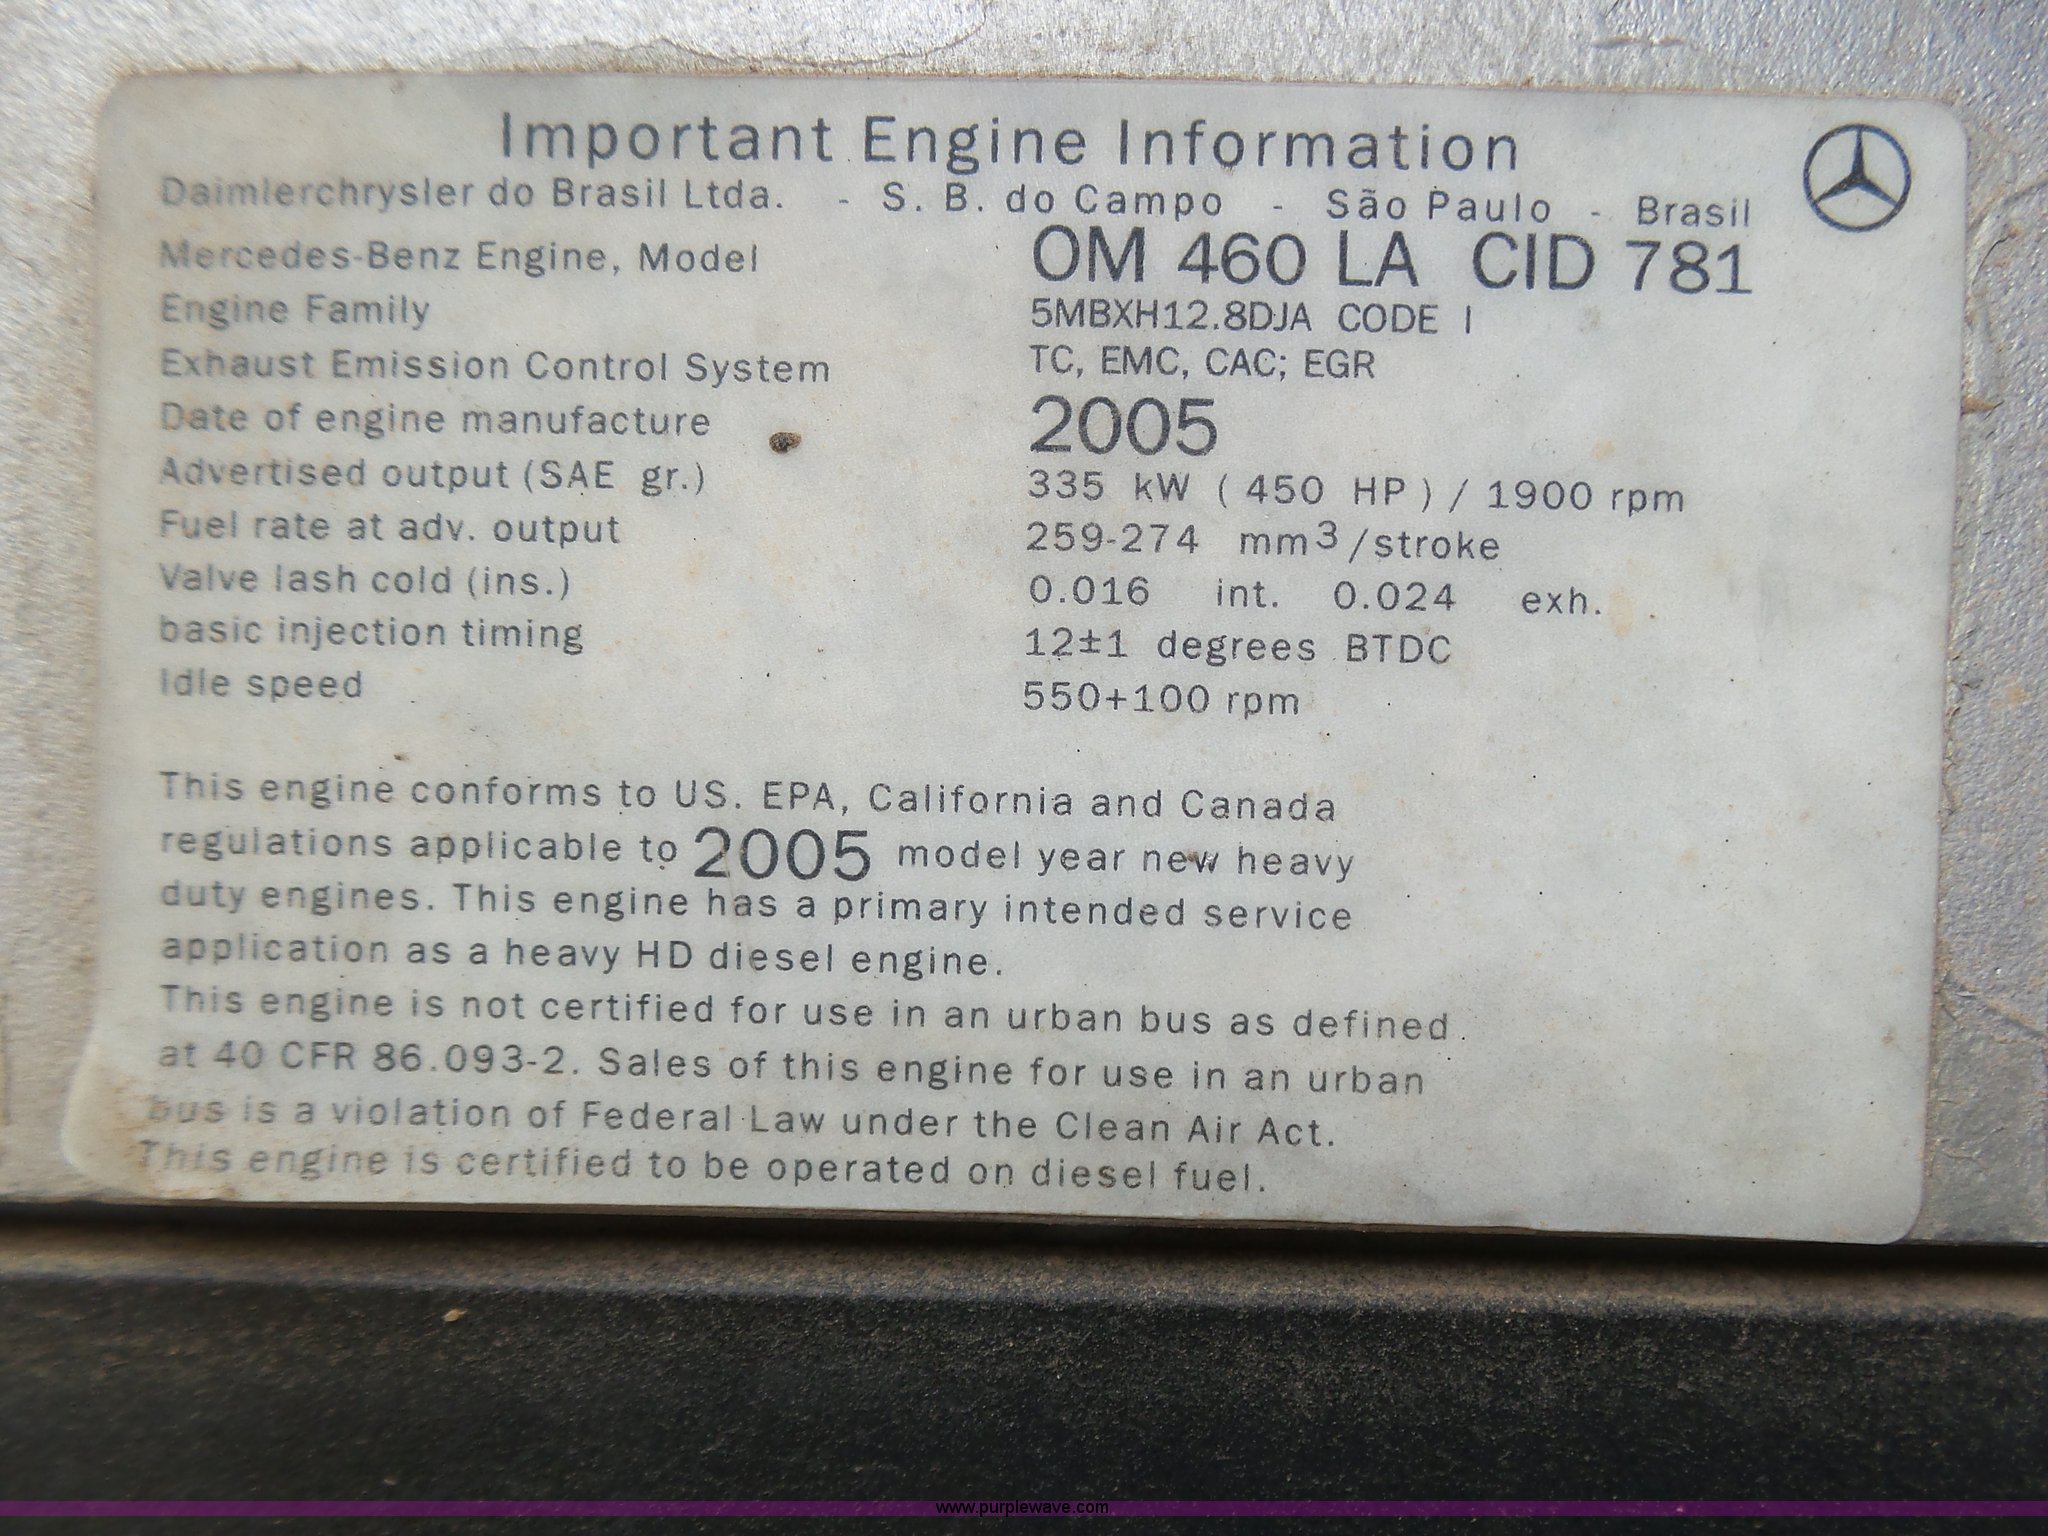 Important Engine Information
Daimlerchrysler do Brasil Ltda. - S. B. do Campo - São Paulo - Brasil
Mercedes-Benz Engine, Model OM 460 LA CID 781
Engine Family 5MBXH12.8DJA CODE I
Exhaust Emission Control System TC, EMC, CAC; EGR
Date of engine manufacture 2005
Advertised output (SAE gr.) 335 kW ( 450 HP ) / 1900 rpm
Fuel rate at adv. output 259-274 mm3/stroke
Valve lash cold (ins.) 0.016 int. 0.024 exh.
basic injection timing 12±1 degrees BTDC
Idle speed 550+100 rpm
This engine conforms to US. EPA, California and Canada
regulations applicable to 2005 model year new heavy
duty engines. This engine has a primary intended service
application as a heavy HD diesel engine.
This engine is not certified for use in an urban bus as defined
at 40 CFR 86.093-2. Sales of this engine for use in an urban
bus is a violation of Federal Law under the Clean Air Act.
This engine is certified to be operated on diesel fuel.
www.purplewave.com